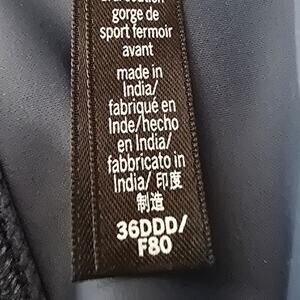 gorge de
sport fermoir
avant
made in
India/
fabriqué en
Inde/hecho
en India/
fabbricato in
India/ 印度
制造
36DDD/
F80